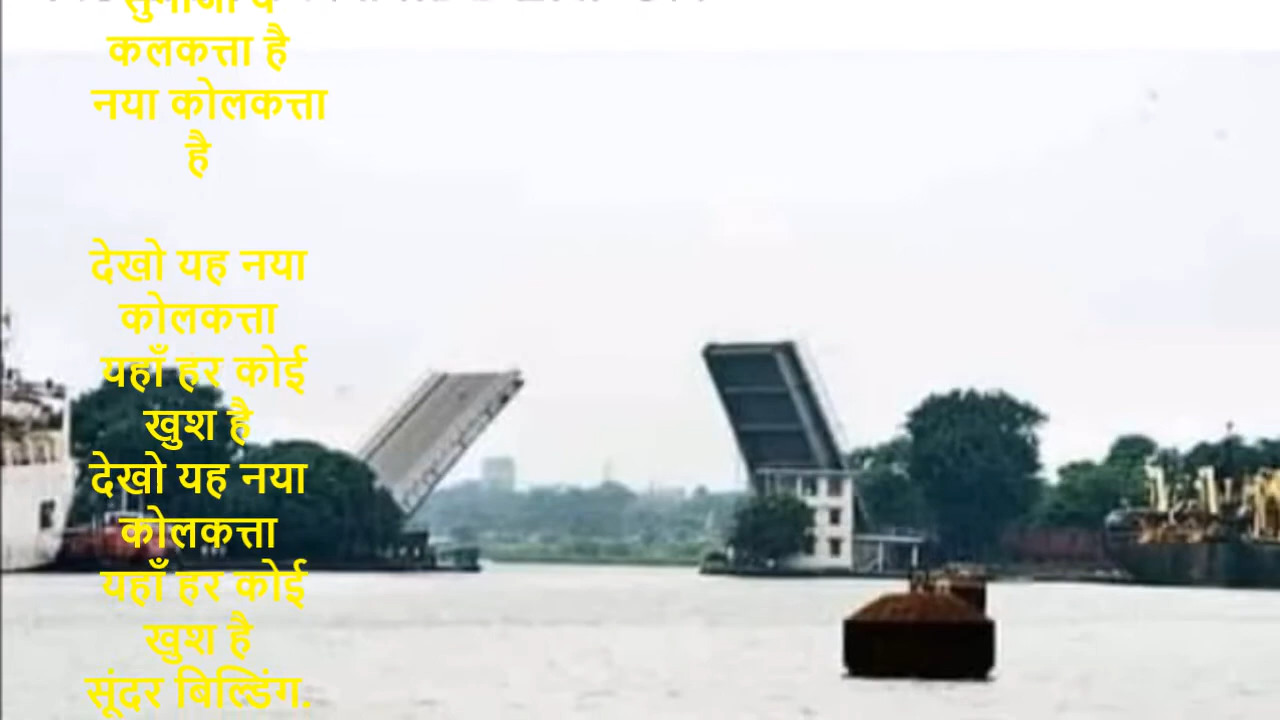 कलकत्ता है
नया कोलकत्ता
है
देखो यह नया
कोलकत्ता
यहाँ हर कोई
खुश है
देखो यह नया
कोलकत्ता
यहाँ हर कोई
खुश है
सूंदर बिल्डिंग.